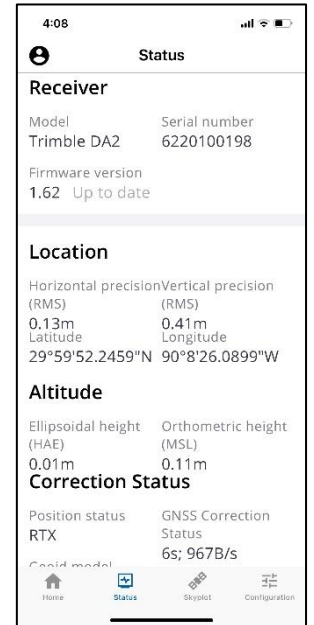 4:08
Status
Receiver
Model Serial number
Trimble DA2 6220100198
Firmware version
1.62 Up to date
Location
Horizontal precision Vertical precision
(RMS) (RMS)
0.13m 0.41m
Latitude Longitude
29°59'52.2459"N 90°8'26.0899"W
Altitude
Ellipsoidal height Orthometric height
(HAE) (MSL)
0.01m 0.11m
Correction Status
Position status GNSS Correction
RTX Status
6s; 967B/s
Geoid model
Home Status Skyplot Configuration